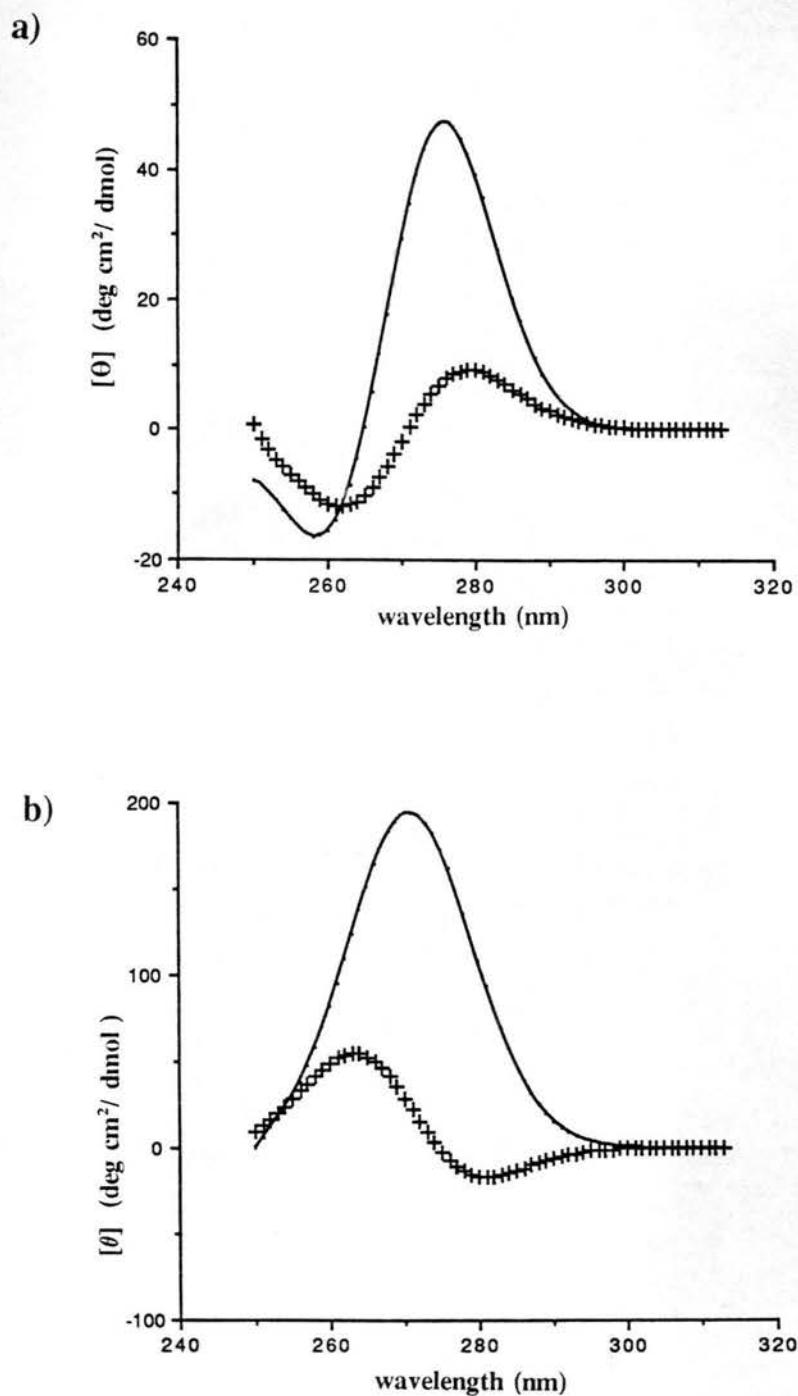 a)
60
40
20
0
-20
[Θ] (deg cm²/ dmol)
240 260 280 300 320
wavelength (nm)
b)
200
100
0
-100
[θ] (deg cm²/ dmol )
240 260 280 300 320
wavelength (nm)